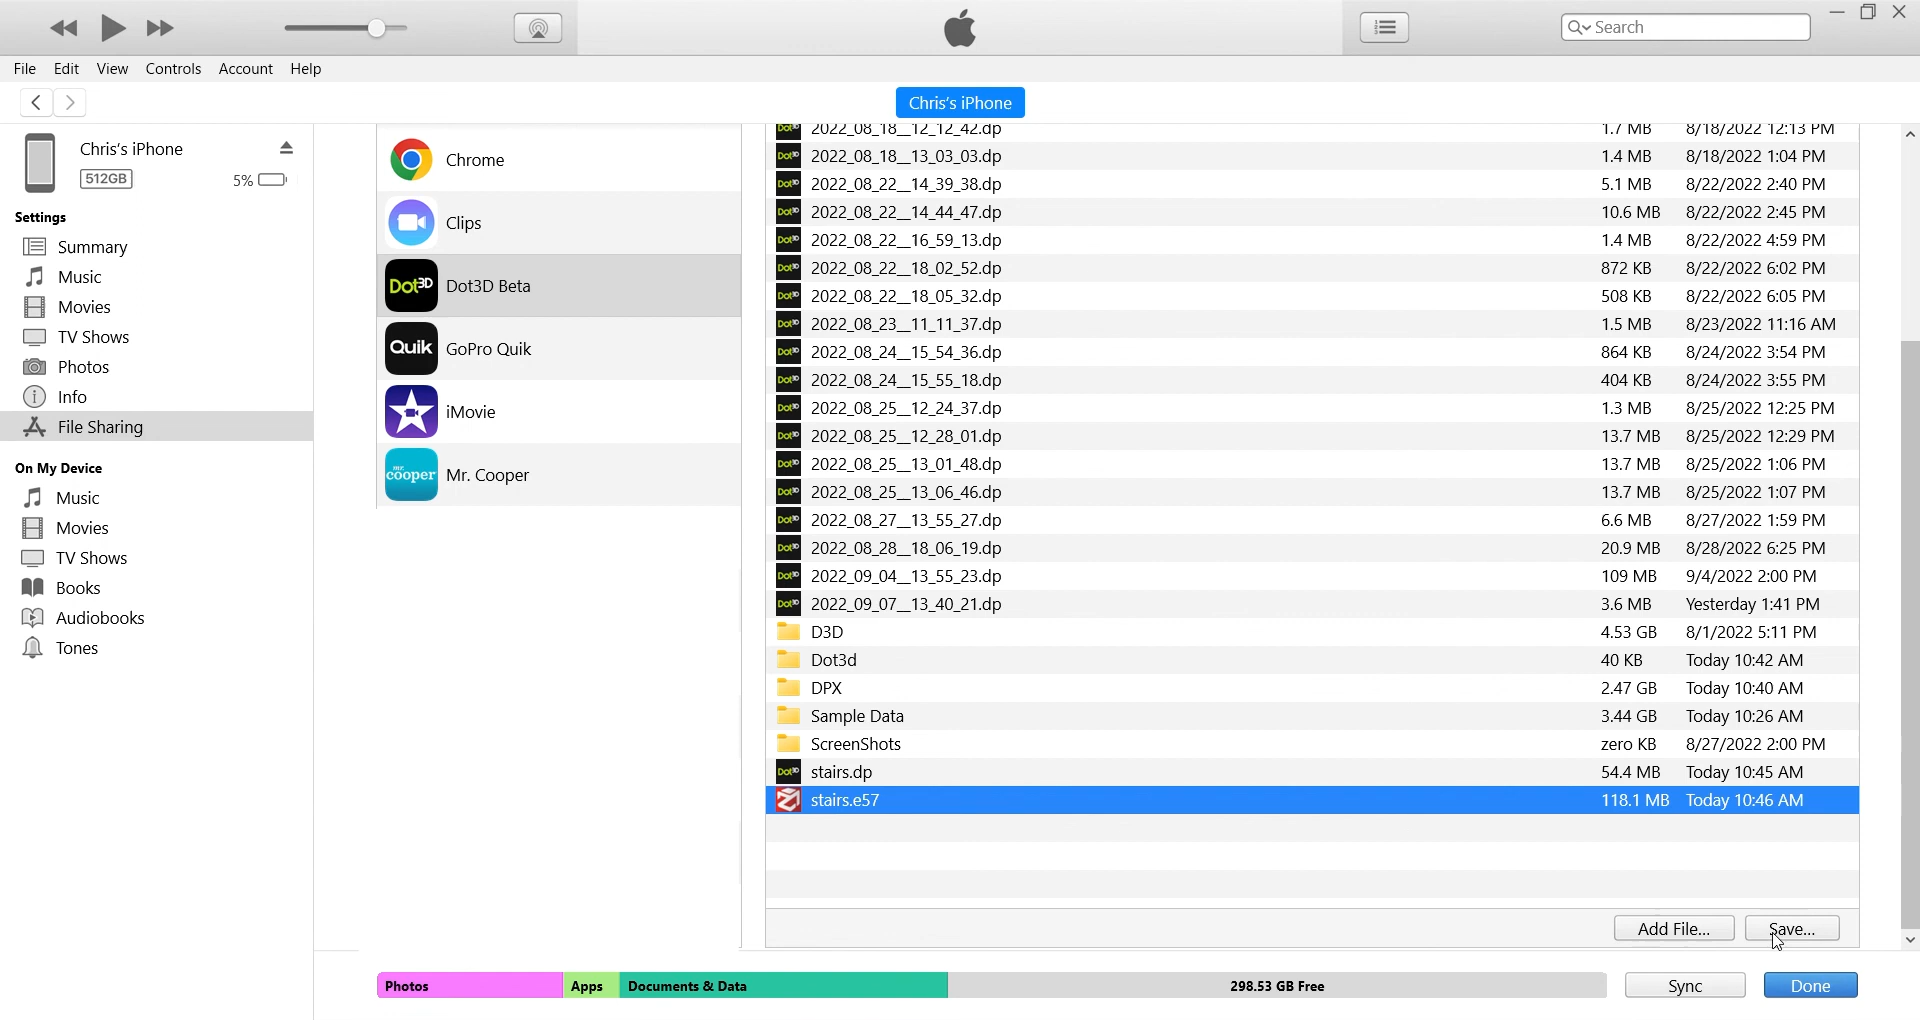 Search
File Edit View Controls Account Help
Chris's iPhone
Chris's iPhone
512GB
5%
Settings
Summary
Music
Movies
TV Shows
Photos
Info
File Sharing
On My Device
Music
Movies
TV Shows
Books
Audiobooks
Tones
Chrome
Clips
Dot3D Dot3D Beta
Quik GoPro Quik
iMovie
mr. cooper Mr. Cooper
2022_08_18__12_12_42.dp 1.7 MB 8/18/2022 12:13 PM
2022_08_18__13_03_03.dp 1.4 MB 8/18/2022 1:04 PM
2022_08_22__14_39_38.dp 5.1 MB 8/22/2022 2:40 PM
2022_08_22__14_44_47.dp 10.6 MB 8/22/2022 2:45 PM
2022_08_22__16_59_13.dp 1.4 MB 8/22/2022 4:59 PM
2022_08_22__18_02_52.dp 872 KB 8/22/2022 6:02 PM
2022_08_22__18_05_32.dp 508 KB 8/22/2022 6:05 PM
2022_08_23__11_11_37.dp 1.5 MB 8/23/2022 11:16 AM
2022_08_24__15_54_36.dp 864 KB 8/24/2022 3:54 PM
2022_08_24__15_55_18.dp 404 KB 8/24/2022 3:55 PM
2022_08_25__12_24_37.dp 1.3 MB 8/25/2022 12:25 PM
2022_08_25__12_28_01.dp 13.7 MB 8/25/2022 12:29 PM
2022_08_25__13_01_48.dp 13.7 MB 8/25/2022 1:06 PM
2022_08_25__13_06_46.dp 13.7 MB 8/25/2022 1:07 PM
2022_08_27__13_55_27.dp 6.6 MB 8/27/2022 1:59 PM
2022_08_28__18_06_19.dp 20.9 MB 8/28/2022 6:25 PM
2022_09_04__13_55_23.dp 109 MB 9/4/2022 2:00 PM
2022_09_07__13_40_21.dp 3.6 MB Yesterday 1:41 PM
D3D 4.53 GB 8/1/2022 5:11 PM
Dot3d 40 KB Today 10:42 AM
DPX 2.47 GB Today 10:40 AM
Sample Data 3.44 GB Today 10:26 AM
ScreenShots zero KB 8/27/2022 2:00 PM
stairs.dp 54.4 MB Today 10:45 AM
stairs.e57 118.1 MB Today 10:46 AM
Add File... Save...
Photos Apps Documents & Data 298.53 GB Free Sync Done